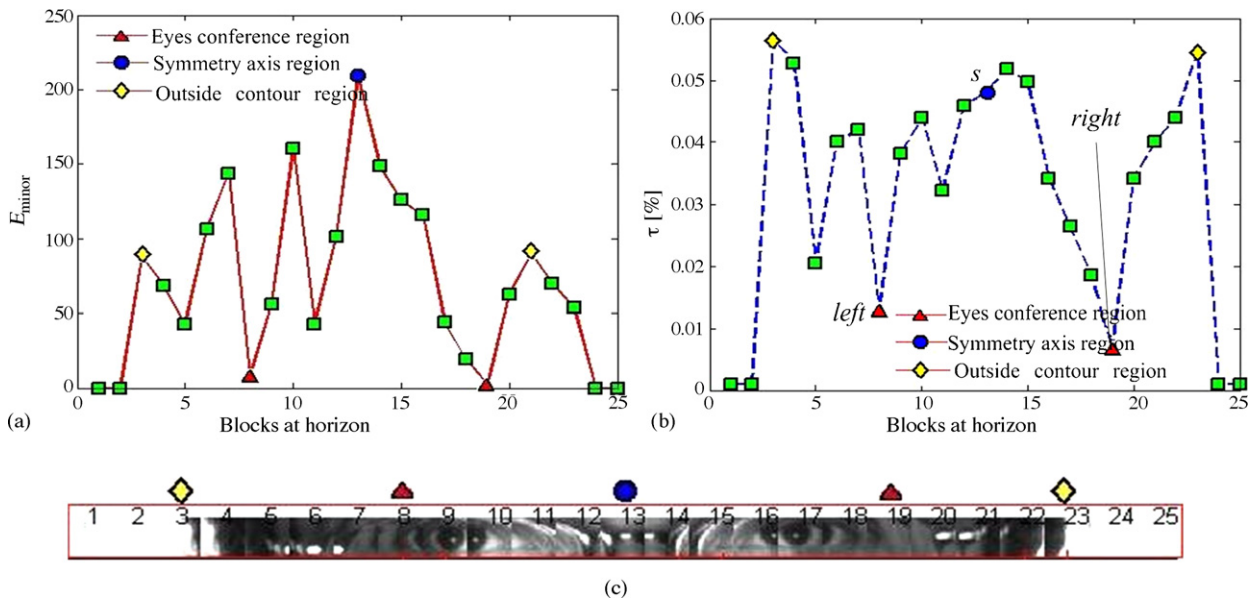 250
200
150
100
50
0
E minor
Eyes conference region
Symmetry axis region
Outside contour region
0 5 10 15 20 25
(a) Blocks at horizon
0.06
0.05
0.04
0.03
0.02
0.01
0
τ [%]
s
right
left
Eyes conference region
Symmetry axis region
Outside contour region
0 5 10 15 20 25
(b) Blocks at horizon
1 2 3 4 5 6 7 8 9 10 11 12 13 14 15 16 17 18 19 20 21 22 23 24 25
(c)